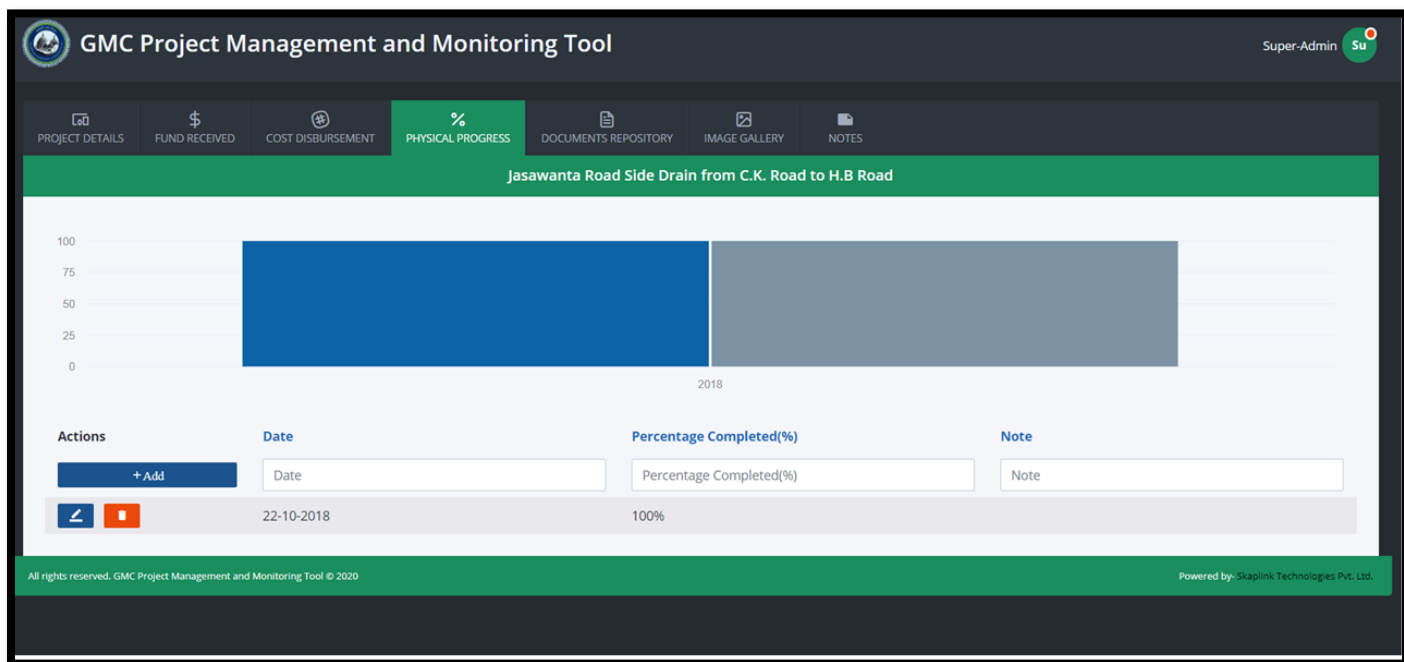 GMC Project Management and Monitoring Tool
Super-Admin Su
PROJECT DETAILS FUND RECEIVED COST DISBURSEMENT PHYSICAL PROGRESS DOCUMENTS REPOSITORY IMAGE GALLERY NOTES
Jasawanta Road Side Drain from C.K. Road to H.B Road
100
75
50
25
0
2018
Actions Date Percentage Completed(%) Note
+ Add Date Percentage Completed(%) Note
22-10-2018 100%
All rights reserved. GMC Project Management and Monitoring Tool © 2020 Powered by- Skaplink Technologies Pvt. Ltd.